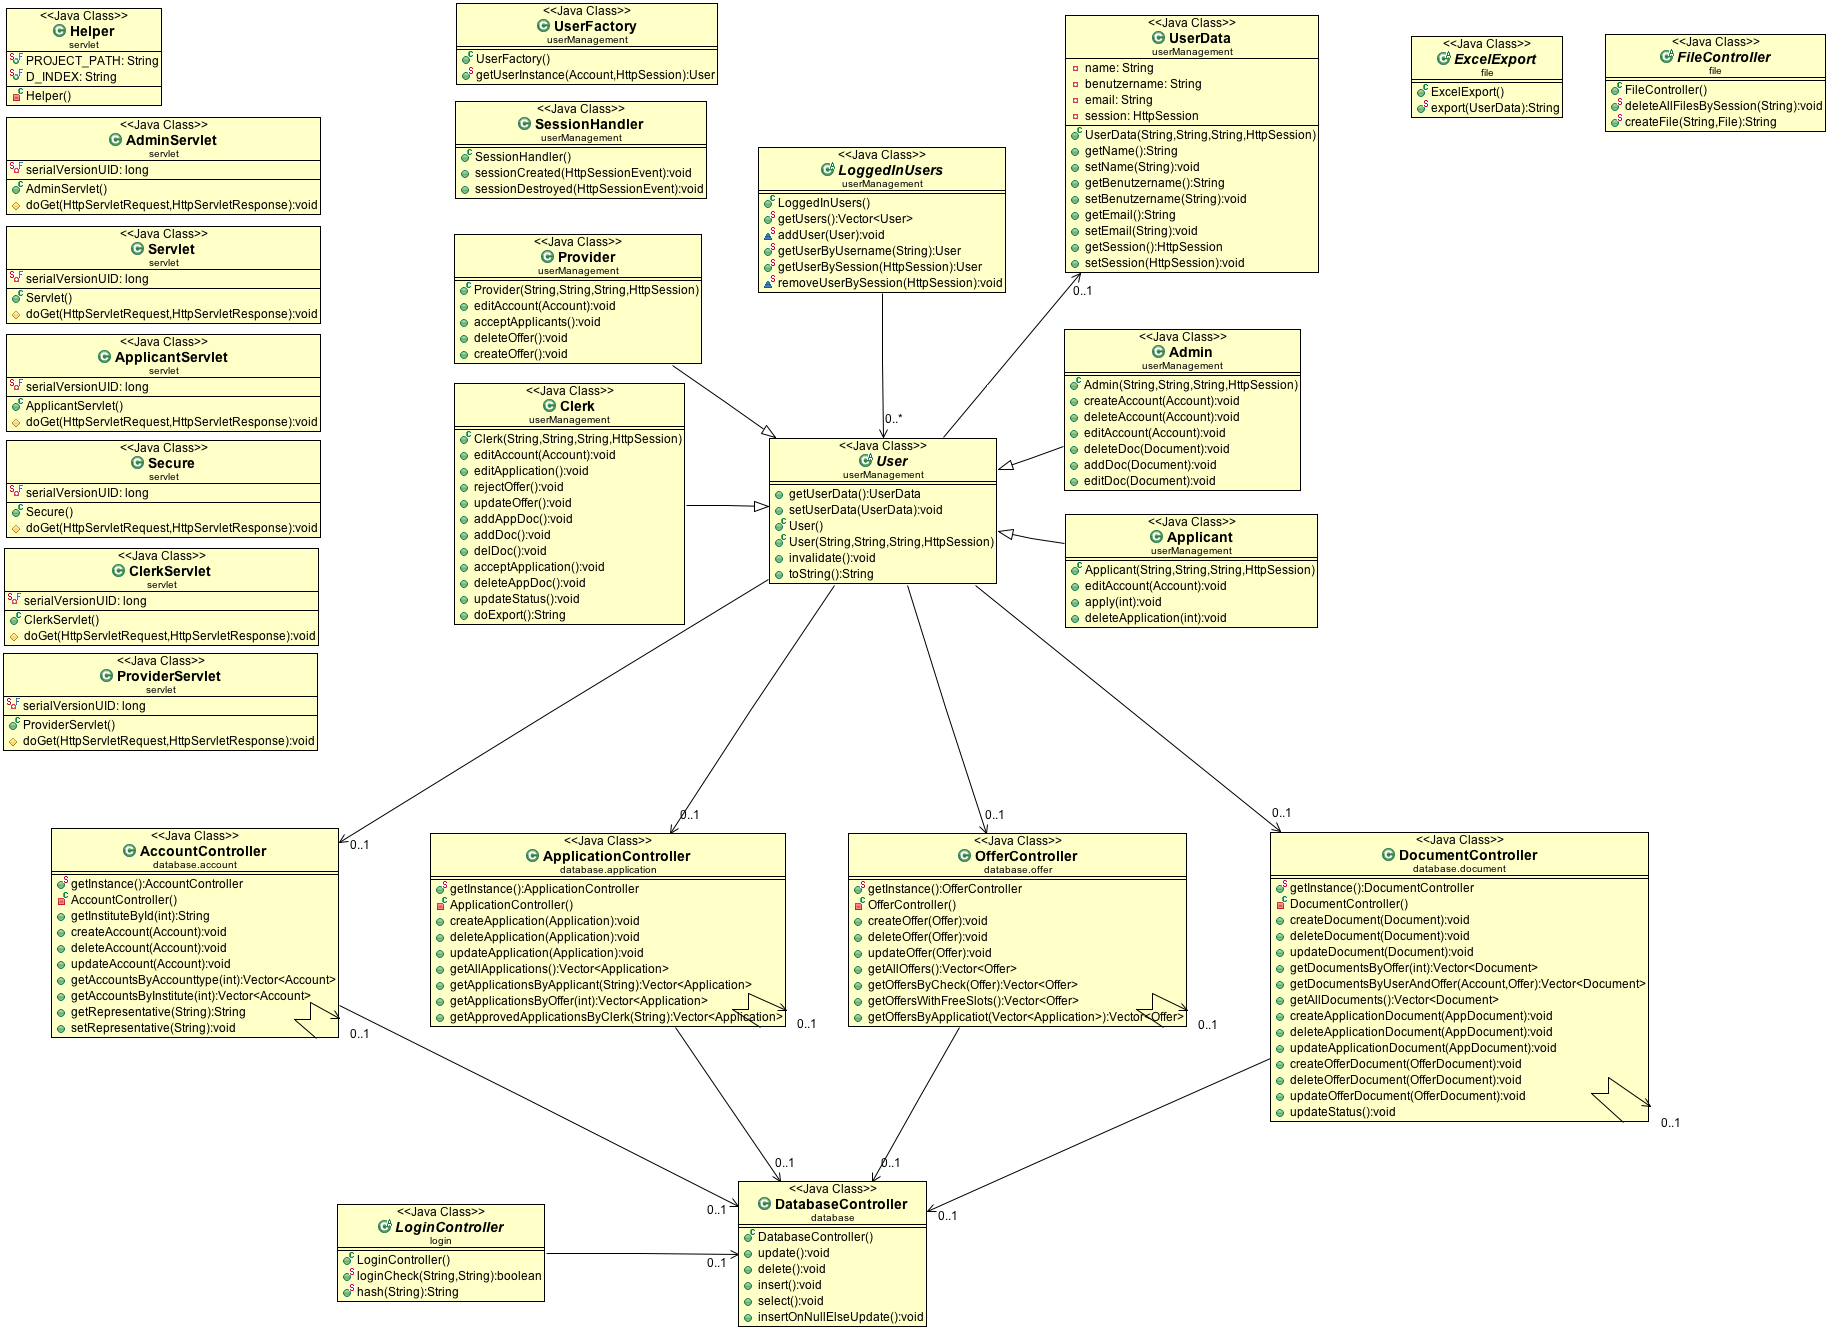 <<Java Class>>
Helper
servlet
PROJECT_PATH: String
D_INDEX: String
Helper()
<<Java Class>>
AdminServlet
servlet
serialVersionUID: long
AdminServlet()
doGet(HttpServletRequest,HttpServletResponse):void
<<Java Class>>
Servlet
servlet
serialVersionUID: long
Servlet()
doGet(HttpServletRequest,HttpServletResponse):void
<<Java Class>>
ApplicantServlet
servlet
serialVersionUID: long
ApplicantServlet()
doGet(HttpServletRequest,HttpServletResponse):void
<<Java Class>>
Secure
servlet
serialVersionUID: long
Secure()
doGet(HttpServletRequest,HttpServletResponse):void
<<Java Class>>
ClerkServlet
servlet
serialVersionUID: long
ClerkServlet()
doGet(HttpServletRequest,HttpServletResponse):void
<<Java Class>>
ProviderServlet
servlet
serialVersionUID: long
ProviderServlet()
doGet(HttpServletRequest,HttpServletResponse):void
<<Java Class>>
UserFactory
userManagement
UserFactory()
getUserInstance(Account,HttpSession):User
<<Java Class>>
SessionHandler
userManagement
SessionHandler()
sessionCreated(HttpSessionEvent):void
sessionDestroyed(HttpSessionEvent):void
<<Java Class>>
Provider
userManagement
Provider(String,String,String,HttpSession)
editAccount(Account):void
acceptApplicants():void
deleteOffer():void
createOffer():void
<<Java Class>>
Clerk
userManagement
Clerk(String,String,String,HttpSession)
editAccount(Account):void
editApplication():void
rejectOffer():void
updateOffer():void
addAppDoc():void
addDoc():void
delDoc():void
acceptApplication():void
deleteAppDoc():void
updateStatus():void
doExport():String
<<Java Class>>
LoggedInUsers
userManagement
LoggedInUsers()
getUsers():Vector<User>
addUser(User):void
getUserByUsername(String):User
getUserBySession(HttpSession):User
removeUserBySession(HttpSession):void
0..*
<<Java Class>>
User
userManagement
getUserData():UserData
setUserData(UserData):void
User()
User(String,String,String,HttpSession)
invalidate():void
toString():String
<<Java Class>>
UserData
userManagement
name: String
benutzername: String
email: String
session: HttpSession
UserData(String,String,String,HttpSession)
getName():String
setName(String):void
getBenutzername():String
setBenutzername(String):void
getEmail():String
setEmail(String):void
getSession():HttpSession
setSession(HttpSession):void
0..1
<<Java Class>>
Admin
userManagement
Admin(String,String,String,HttpSession)
createAccount(Account):void
deleteAccount(Account):void
editAccount(Account):void
deleteDoc(Document):void
addDoc(Document):void
editDoc(Document):void
<<Java Class>>
Applicant
userManagement
Applicant(String,String,String,HttpSession)
editAccount(Account):void
apply(int):void
deleteApplication(int):void
<<Java Class>>
ExcelExport
file
ExcelExport()
export(UserData):String
<<Java Class>>
FileController
file
FileController()
deleteAllFilesBySession(String):void
createFile(String,File):String
0..1
<<Java Class>>
AccountController
database.account
getInstance():AccountController
AccountController()
getInstituteById(int):String
createAccount(Account):void
deleteAccount(Account):void
updateAccount(Account):void
getAccountsByAccounttype(int):Vector<Account>
getAccountsByInstitute(int):Vector<Account>
getRepresentative(String):String
setRepresentative(String):void
0..1
0..1
<<Java Class>>
ApplicationController
database.application
getInstance():ApplicationController
ApplicationController()
createApplication(Application):void
deleteApplication(Application):void
updateApplication(Application):void
getAllApplications():Vector<Application>
getApplicationsByApplicant(String):Vector<Application>
getApplicationsByOffer(int):Vector<Application>
getApprovedApplicationsByClerk(String):Vector<Application>
0..1
0..1
<<Java Class>>
OfferController
database.offer
getInstance():OfferController
OfferController()
createOffer(Offer):void
deleteOffer(Offer):void
updateOffer(Offer):void
getAllOffers():Vector<Offer>
getOffersByCheck(Offer):Vector<Offer>
getOffersWithFreeSlots():Vector<Offer>
getOffersByApplicatiot(Vector<Application>):Vector<Offer>
0..1
0..1
<<Java Class>>
DocumentController
database.document
getInstance():DocumentController
DocumentController()
createDocument(Document):void
deleteDocument(Document):void
updateDocument(Document):void
getDocumentsByOffer(int):Vector<Document>
getDocumentsByUserAndOffer(Account,Offer):Vector<Document>
getAllDocuments():Vector<Document>
createApplicationDocument(AppDocument):void
deleteApplicationDocument(AppDocument):void
updateApplicationDocument(AppDocument):void
createOfferDocument(OfferDocument):void
deleteOfferDocument(OfferDocument):void
updateOfferDocument(OfferDocument):void
updateStatus():void
0..1
<<Java Class>>
LoginController
login
LoginController()
loginCheck(String,String):boolean
hash(String):String
0..1
0..1
0..1
0..1
0..1
<<Java Class>>
DatabaseController
database
DatabaseController()
update():void
delete():void
insert():void
select():void
insertOnNullElseUpdate():void